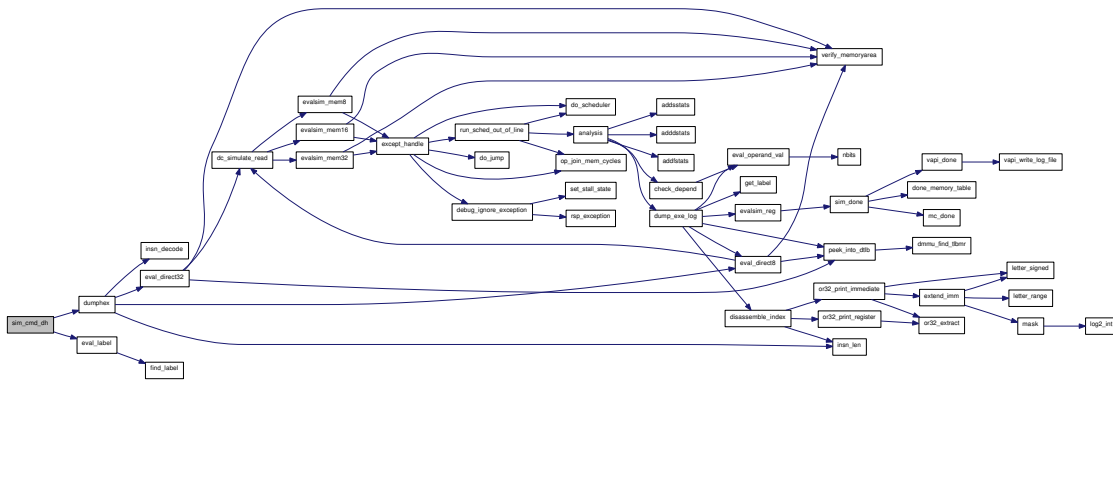 sim_cmd_dh
dumphex
eval_label
insn_decode
eval_direct32
find_label
dc_simulate_read
evalsim_mem8
evalsim_mem16
evalsim_mem32
except_handle
run_sched_out_of_line
do_jump
debug_ignore_exception
do_scheduler
analysis
op_join_mem_cycles
set_stall_state
rsp_exception
addsstats
adddstats
addfstats
check_depend
dump_exe_log
eval_operand_val
get_label
evalsim_reg
eval_direct8
disassemble_index
verify_memoryarea
nbits
sim_done
peek_into_dtlb
or32_print_immediate
or32_print_register
insn_len
vapi_done
done_memory_table
mc_done
dmmu_find_tlbmr
extend_imm
or32_extract
vapi_write_log_file
letter_signed
letter_range
mask
log2_int